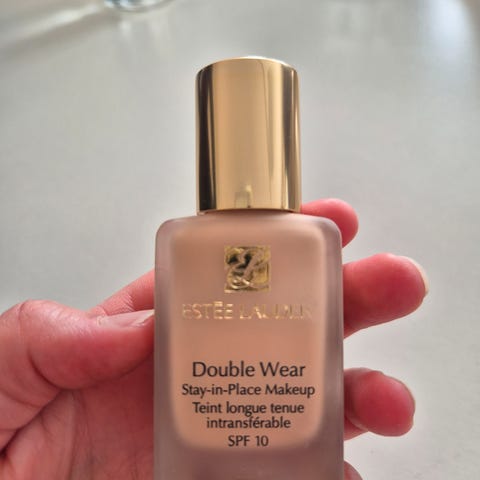 ESTĒE LAUDER
Double Wear
Stay-in-Place Makeup
Teint longue tenue
intransférable
SPF 10